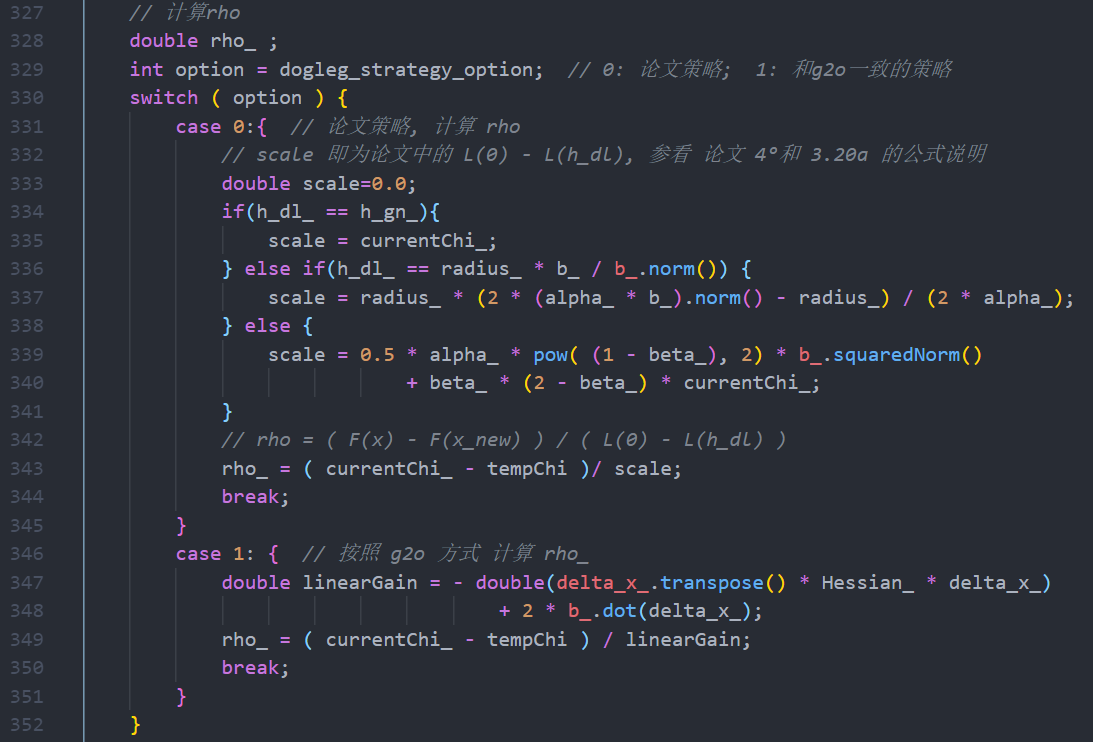 327 // 计算rho
328 double rho_ ;
329 int option = dogleg_strategy_option;  // 0: 论文策略;  1: 和g2o一致的策略
330 switch ( option ) {
331     case 0:{  // 论文策略, 计算 rho
332         // scale 即为论文中的 L(0) - L(h_dl), 参看 论文 4°和 3.20a 的公式说明
333         double scale=0.0;
334         if(h_dl_ == h_gn_){
335             scale = currentChi_;
336         } else if(h_dl_ == radius_ * b_ / b_.norm()) {
337             scale = radius_ * (2 * (alpha_ * b_).norm() - radius_) / (2 * alpha_);
338         } else {
339             scale = 0.5 * alpha_ * pow( (1 - beta_), 2) * b_.squaredNorm()
340                         + beta_ * (2 - beta_) * currentChi_;
341         }
342         // rho = ( F(x) - F(x_new) ) / ( L(0) - L(h_dl) )
343         rho_ = ( currentChi_ - tempChi )/ scale;
344         break;
345     }
346     case 1: {  // 按照 g2o 方式 计算 rho_
347         double linearGain = - double(delta_x_.transpose() * Hessian_ * delta_x_)
348                                 + 2 * b_.dot(delta_x_);
349         rho_ = ( currentChi_ - tempChi ) / linearGain;
350         break;
351     }
352 }